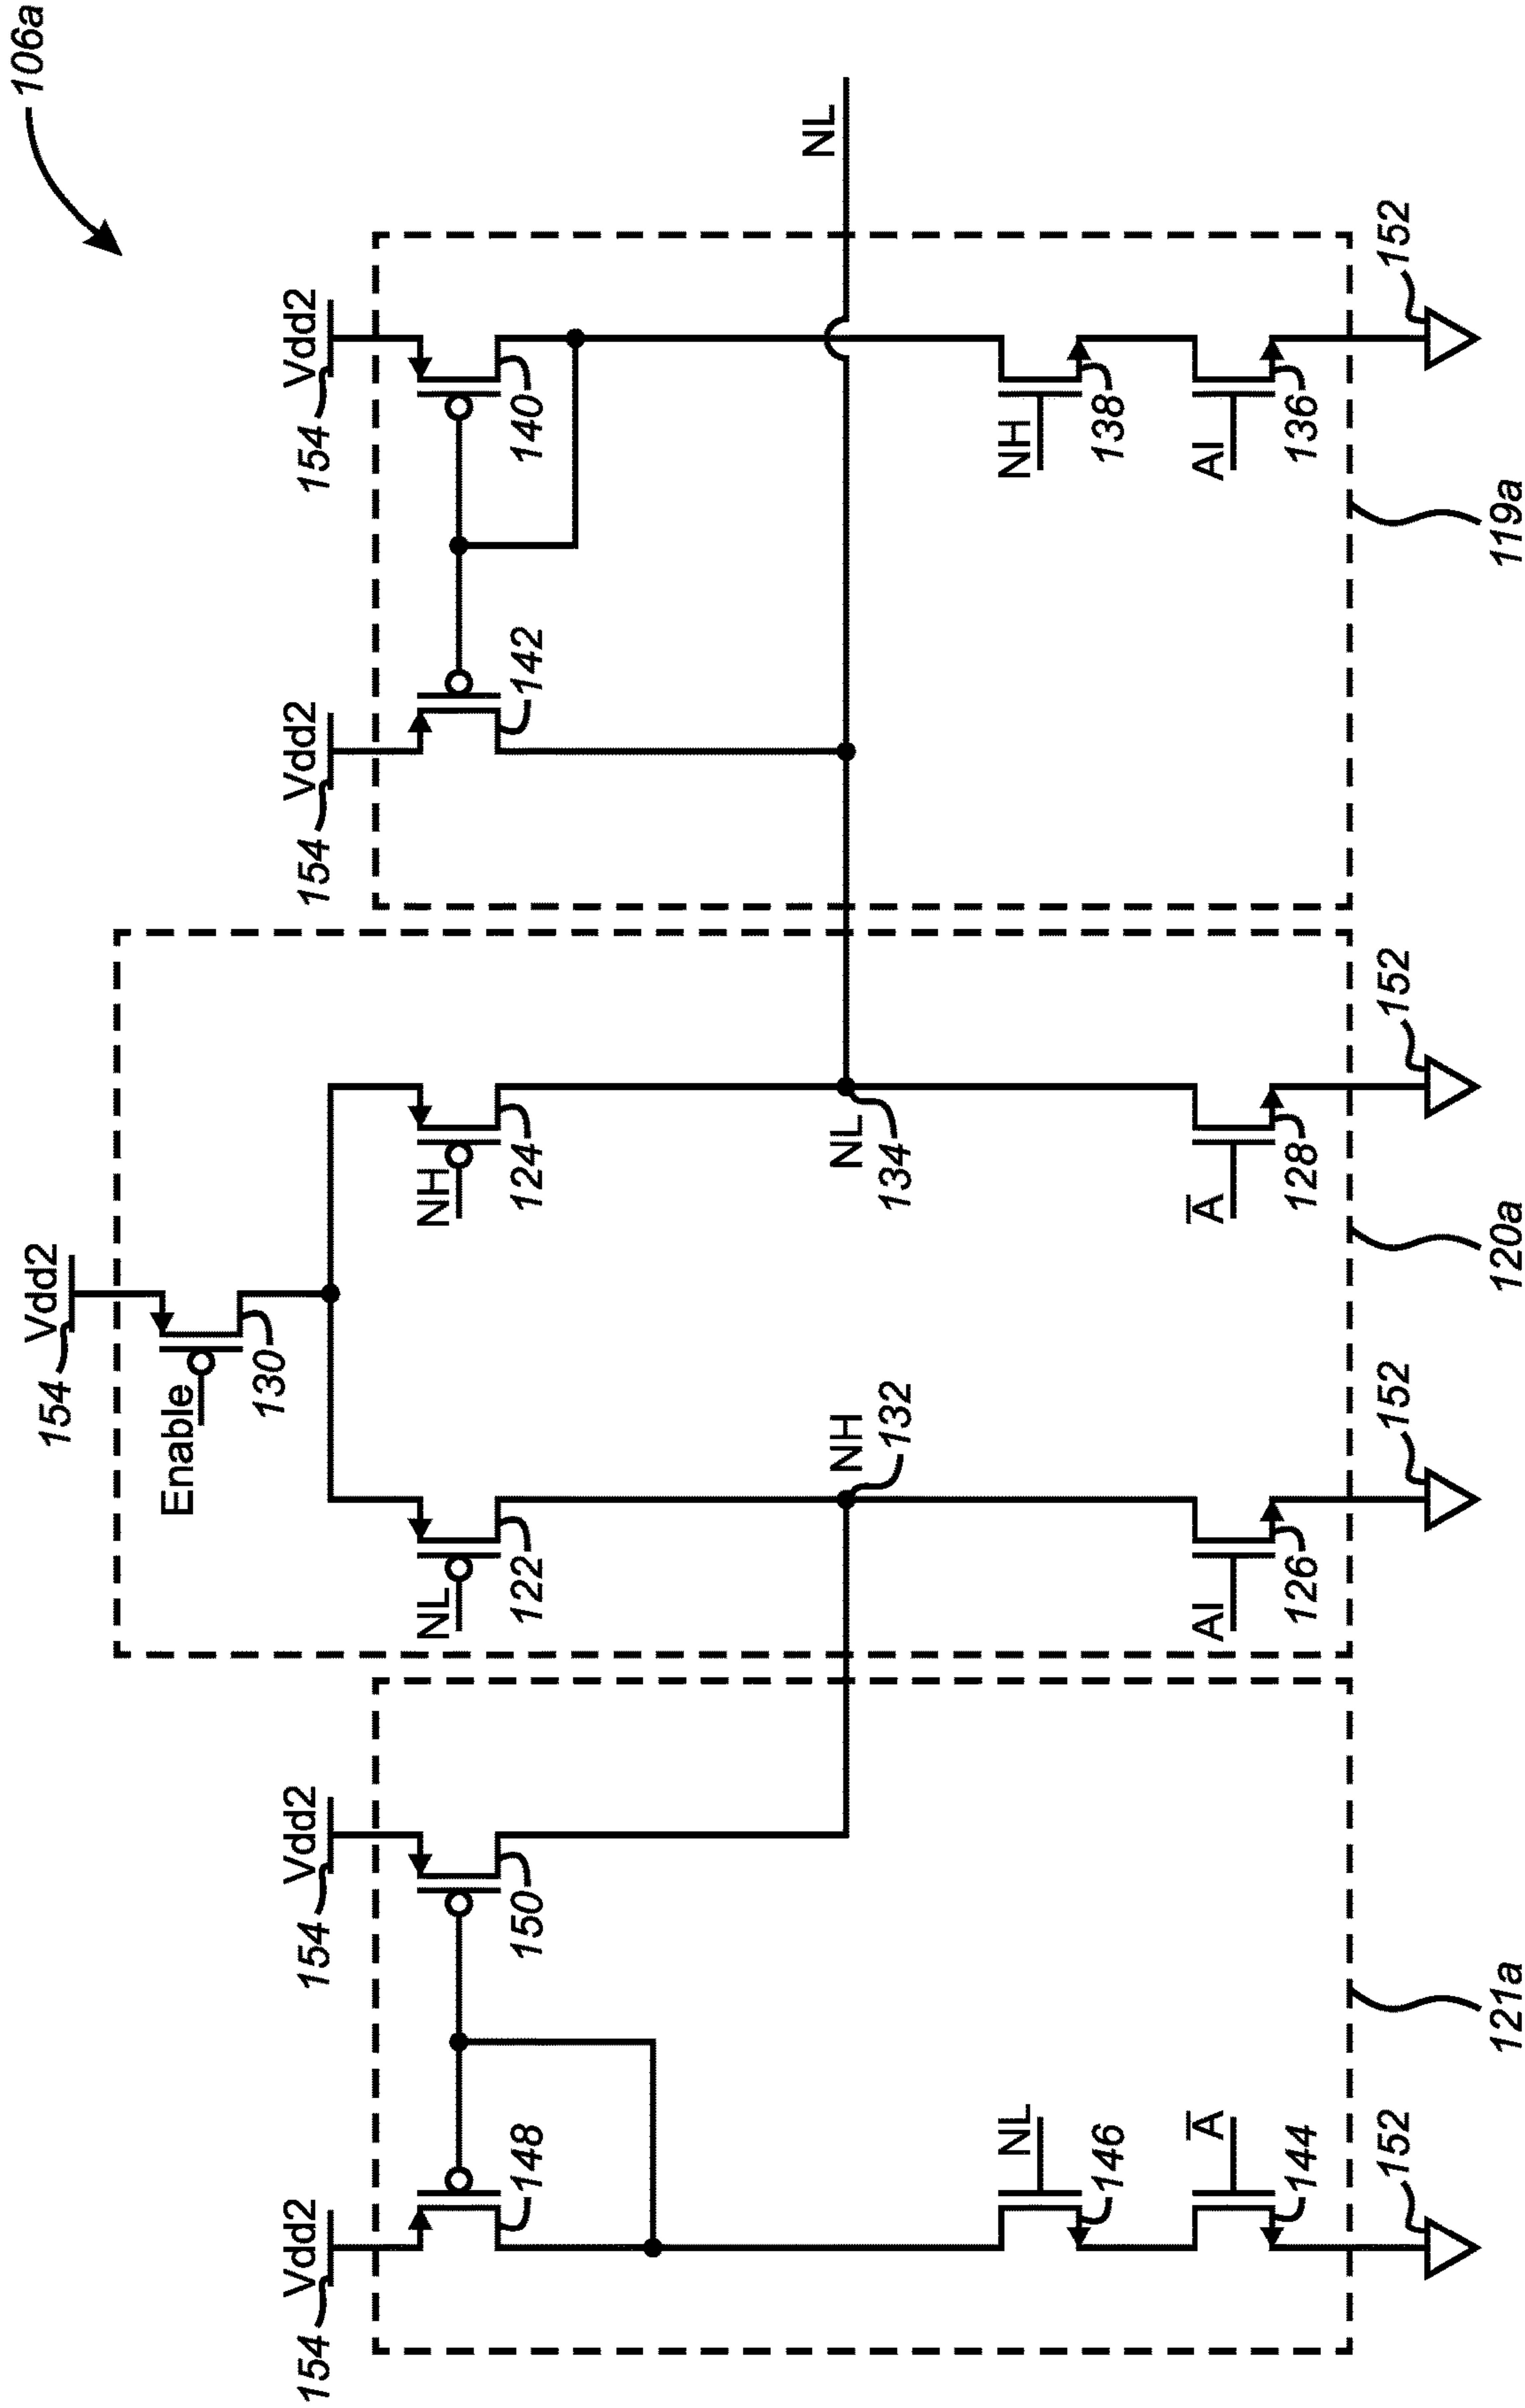 106a
154
Vdd2
Enable
130
154
Vdd2
154
Vdd2
154
Vdd2
154
Vdd2
148
150
NL
122
NH
124
142
140
NH
132
NL
134
NL
NL
146
NH
138
A̅
144
AI
126
A̅
128
AI
136
152
152
152
152
121a
120a
119a